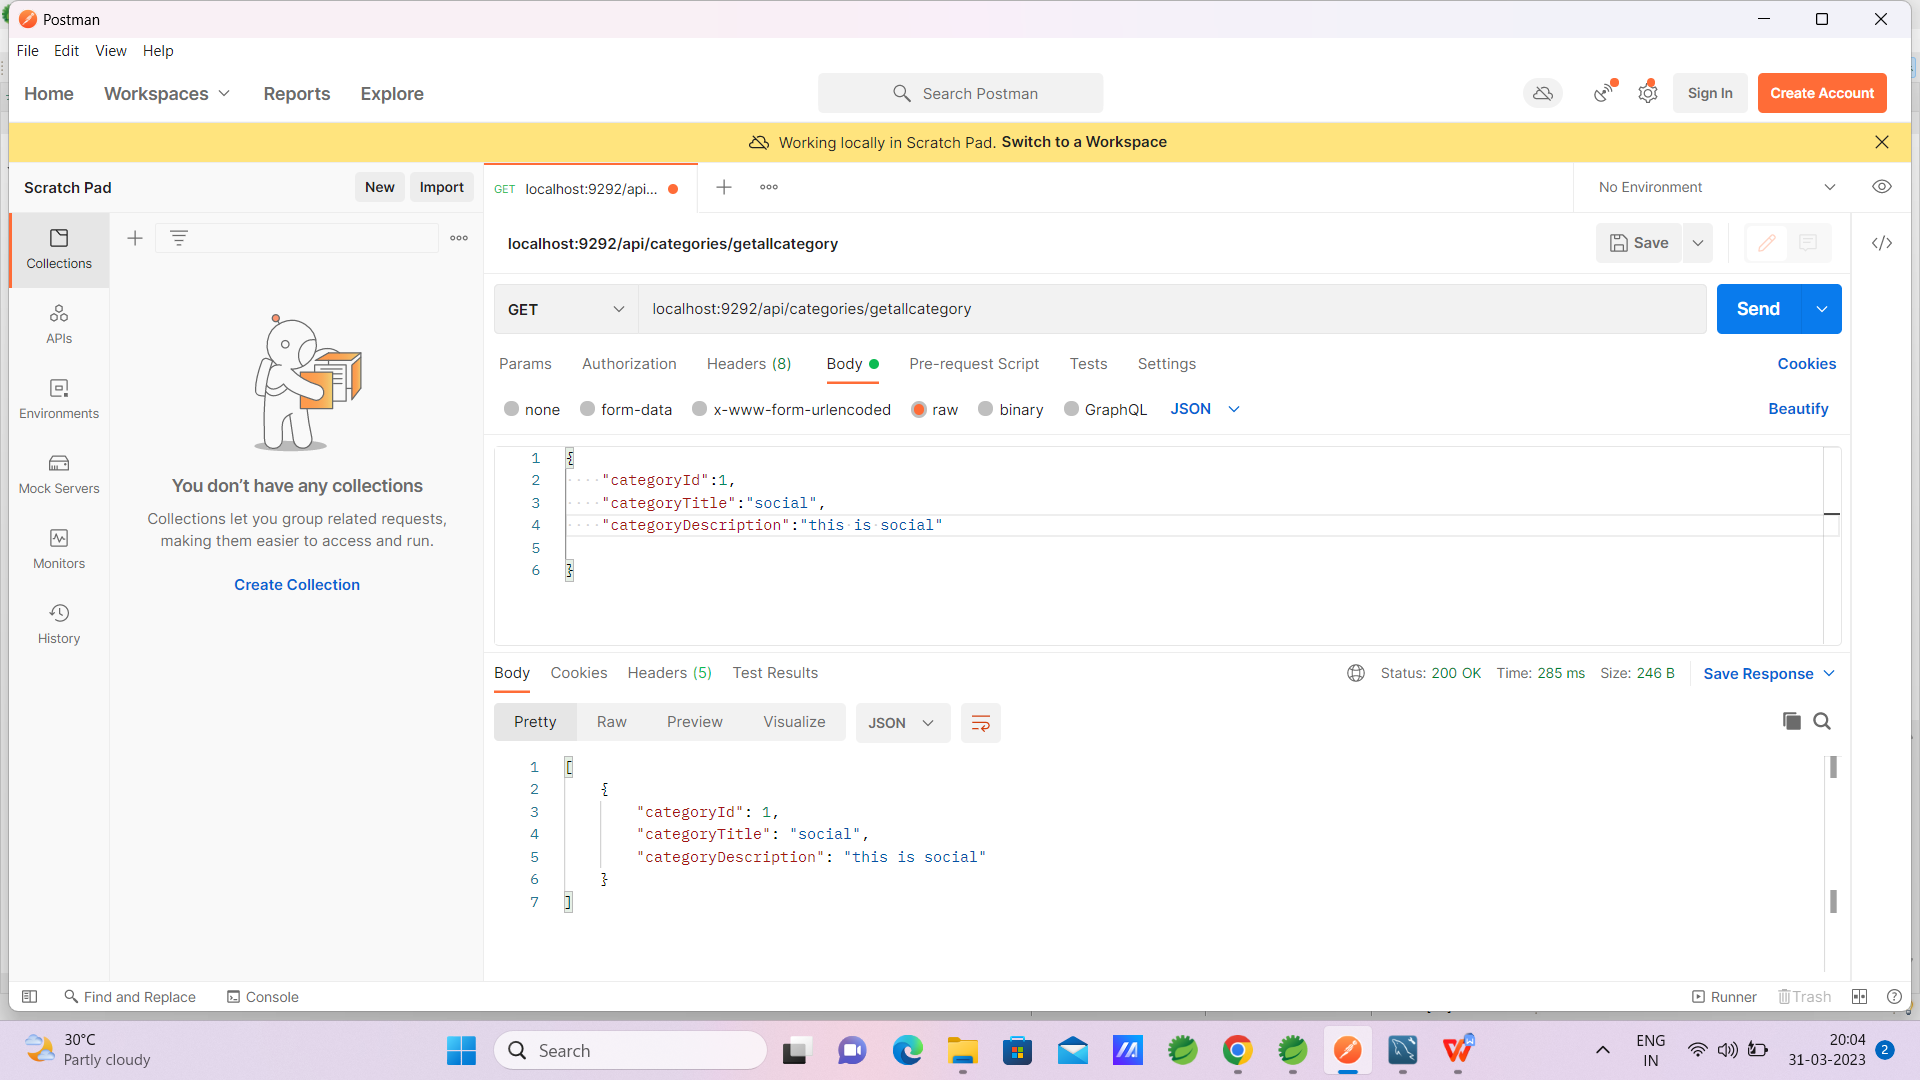 Postman
File Edit View Help
Home Workspaces Reports Explore Search Postman Sign In Create Account
Working locally in Scratch Pad. Switch to a Workspace
Scratch Pad New Import GET localhost:9292/api... No Environment
localhost:9292/api/categories/getallcategory Save
Collections
APIs
Environments
Mock Servers
Monitors
History
You don't have any collections
Collections let you group related requests,
making them easier to access and run.
Create Collection
GET localhost:9292/api/categories/getallcategory Send
Params Authorization Headers (8) Body Pre-request Script Tests Settings Cookies
none form-data x-www-form-urlencoded raw binary GraphQL JSON Beautify
1 {
2 "categoryId":1,
3 "categoryTitle":"social",
4 "categoryDescription":"this is social"
5
6 }
Body Cookies Headers (5) Test Results Status: 200 OK Time: 285 ms Size: 246 B Save Response
Pretty Raw Preview Visualize JSON
1 [
2 {
3 "categoryId": 1,
4 "categoryTitle": "social",
5 "categoryDescription": "this is social"
6 }
7 ]
Find and Replace Console Runner Trash
30°C
Partly cloudy
Search
ENG
IN
20:04
31-03-2023
2